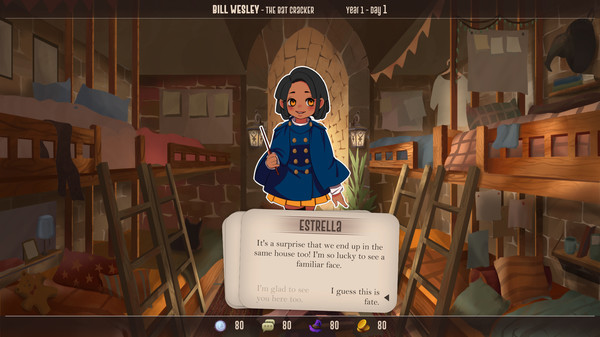 BILL WESLEY - THE BAT CRACKER YEAR 1 - DAY 1
ESTRELLA
It's a surprise that we end up in the
same house too! I'm so lucky to see a
familiar face.
I'm glad to see
you here too.
I guess this is
fate.
80 80 80 80